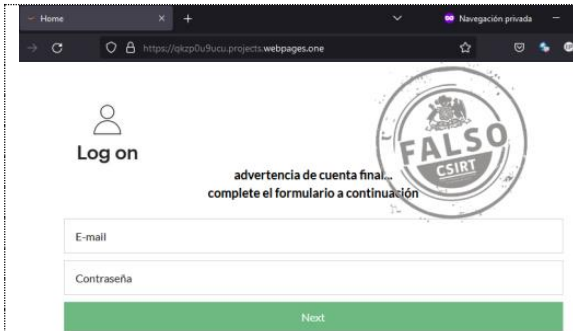 Home
Navegación privada
https://qkzp0u9ucu.projects.webpages.one
FALSO
CSIRT
Log on
advertencia de cuenta final...
complete el formulario a continuación
E-mail
Contraseña
Next